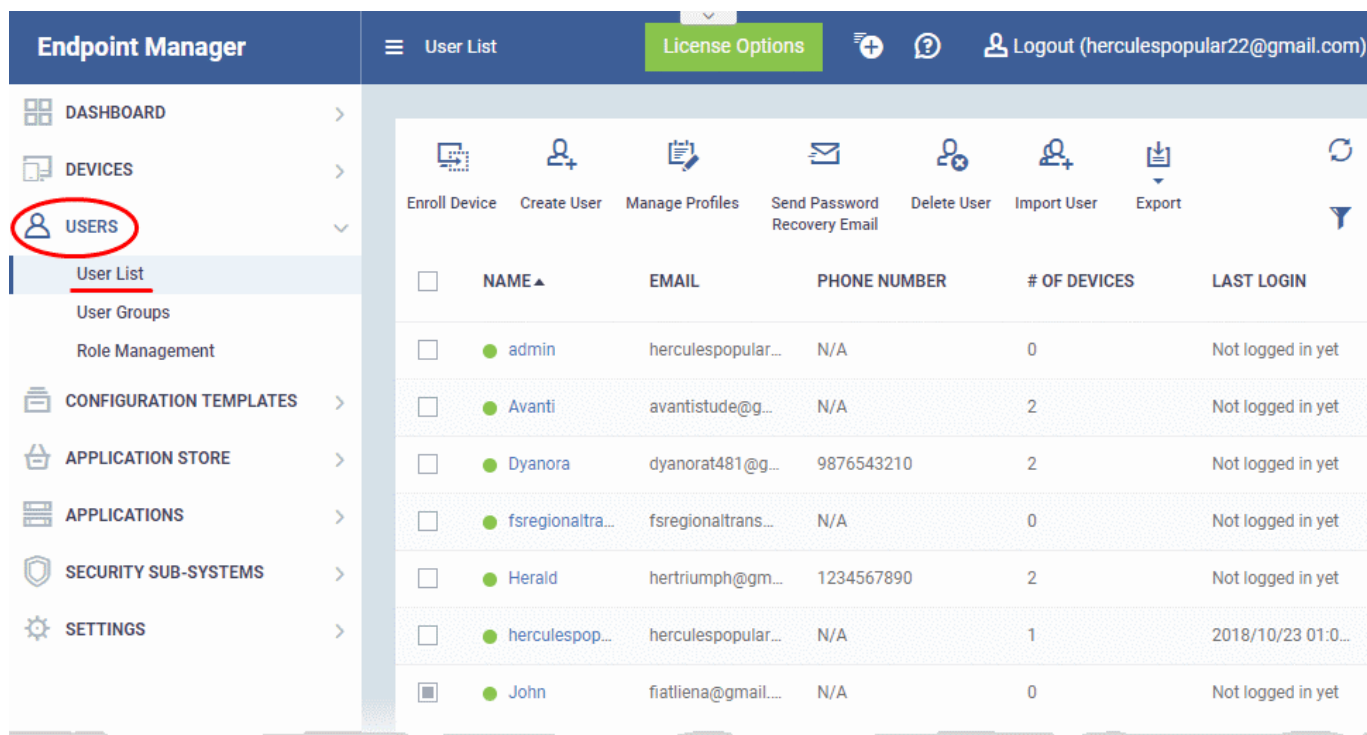 Endpoint Manager
User List
License Options
Logout (herculespopular22@gmail.com)
DASHBOARD
DEVICES
USERS
User List
User Groups
Role Management
CONFIGURATION TEMPLATES
APPLICATION STORE
APPLICATIONS
SECURITY SUB-SYSTEMS
SETTINGS
Enroll Device Create User Manage Profiles Send Password Delete User Import User Export
Recovery Email
NAME EMAIL PHONE NUMBER # OF DEVICES LAST LOGIN
admin herculespopular... N/A 0 Not logged in yet
Avanti avantistude@g... N/A 2 Not logged in yet
Dyanora dyanorat481@g... 9876543210 2 Not logged in yet
fsregionaltra... fsregionaltrans... N/A 0 Not logged in yet
Herald hertriumph@gm... 1234567890 2 Not logged in yet
herculespop... herculespopular... N/A 1 2018/10/23 01:0...
John fiatliena@gmail.... N/A 0 Not logged in yet